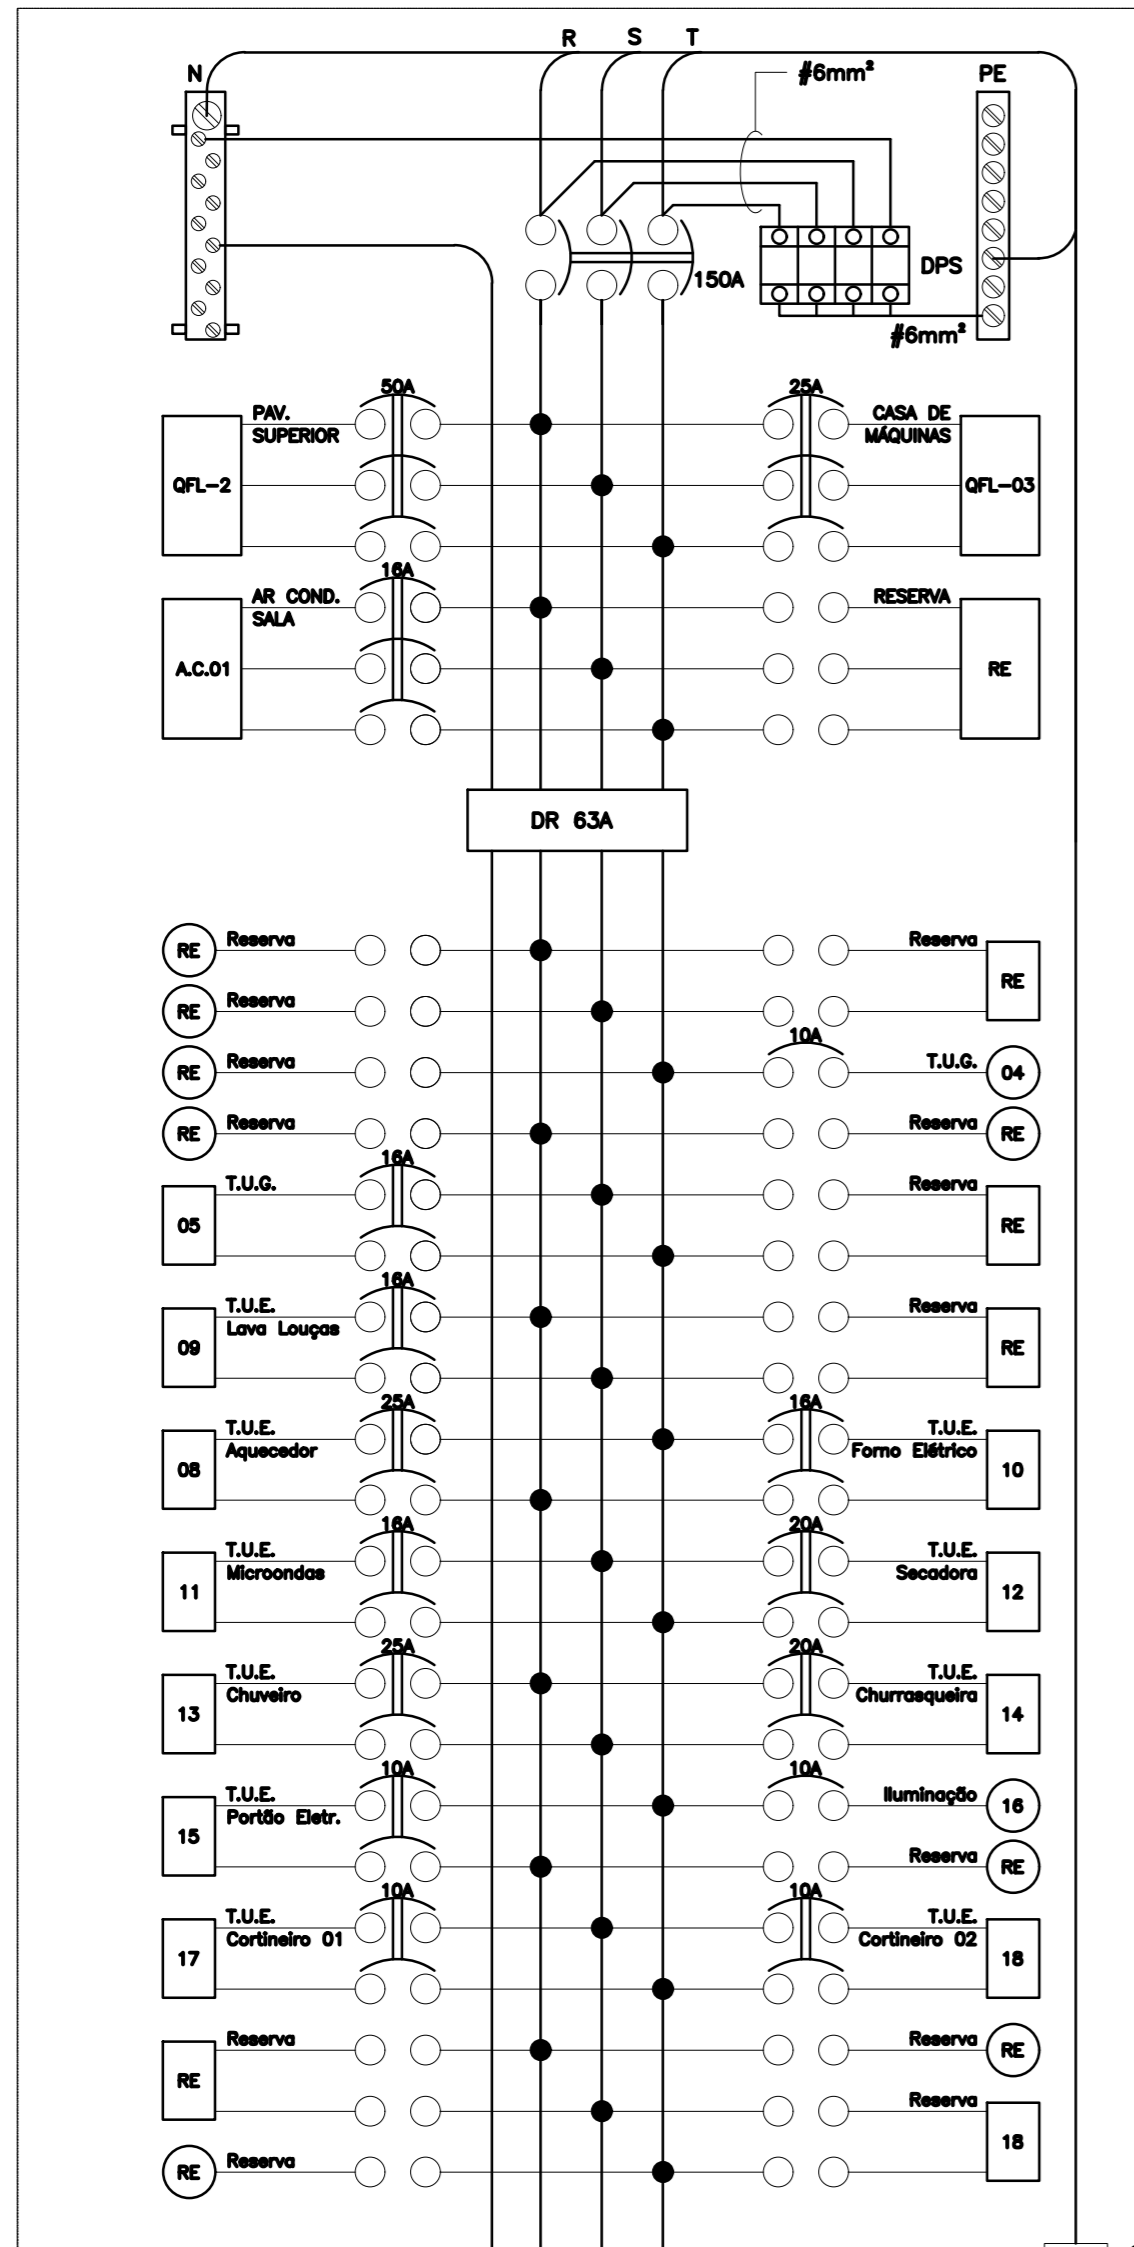 R S T
N
#6mm²
PE
DPS
150A
#6mm²
50A
25A
PAV.
SUPERIOR
CASA DE
MÁQUINAS
QFL-2
QFL-03
16A
AR COND.
SALA
RESERVA
A.C.01
RE
DR 63A
RE Reserva
Reserva
RE
RE Reserva
10A
RE Reserva
T.U.G. 04
RE Reserva
Reserva RE
16A
T.U.G.
Reserva
05
RE
16A
T.U.E.
Lava Louças
Reserva
09
RE
25A
16A
T.U.E.
Aquecedor
T.U.E.
Forno Elétrico
08
10
16A
20A
T.U.E.
Microondas
T.U.E.
Secadora
11
12
25A
20A
T.U.E.
Chuveiro
T.U.E.
Churrasqueira
13
14
10A
10A
T.U.E.
Portão Eletr.
Iluminação 16
15
Reserva RE
10A
10A
T.U.E.
Cortineiro 01
T.U.E.
Cortineiro 02
17
18
Reserva
Reserva RE
RE
Reserva
18
RE Reserva